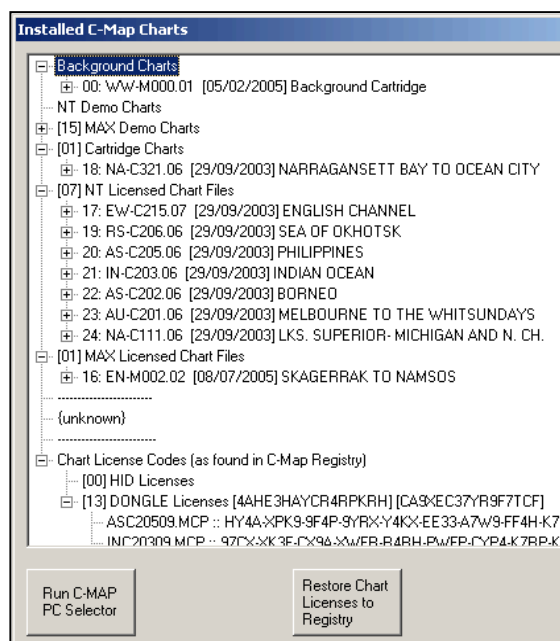 Installed C-Map Charts
Background Charts
00: WW-M000.01 [05/02/2005] Background Cartridge
NT Demo Charts
[15] MAX Demo Charts
[01] Cartridge Charts
18: NA-C321.06 [29/09/2003] NARRAGANSETT BAY TO OCEAN CITY
[07] NT Licensed Chart Files
17: EW-C215.07 [29/09/2003] ENGLISH CHANNEL
19: RS-C206.06 [29/09/2003] SEA OF OKHOTSK
20: AS-C205.06 [29/09/2003] PHILIPPINES
21: IN-C203.06 [29/09/2003] INDIAN OCEAN
22: AS-C202.06 [29/09/2003] BORNEO
23: AU-C201.06 [29/09/2003] MELBOURNE TO THE WHITSUNDAYS
24: NA-C111.06 [29/09/2003] LKS. SUPERIOR- MICHIGAN AND N. CH.
[01] MAX Licensed Chart Files
16: EN-M002.02 [08/07/2005] SKAGERRAK TO NAMSOS
------------------------
{unknown}
-------------------------
Chart License Codes (as found in C-Map Registry)
[00] HID Licenses
[13] DONGLE Licenses [4AHE3HAYCR4RPKRH] [CA9XEC37YR9F7TCF]
ASC20509.MCP :: HY4A-XPK9-9F4P-9YRX-Y4KX-EE33-A7W9-FF4H-K7
INC20309.MCP ::
Run C-MAP
PC Selector
Restore Chart
Licenses to
Registry